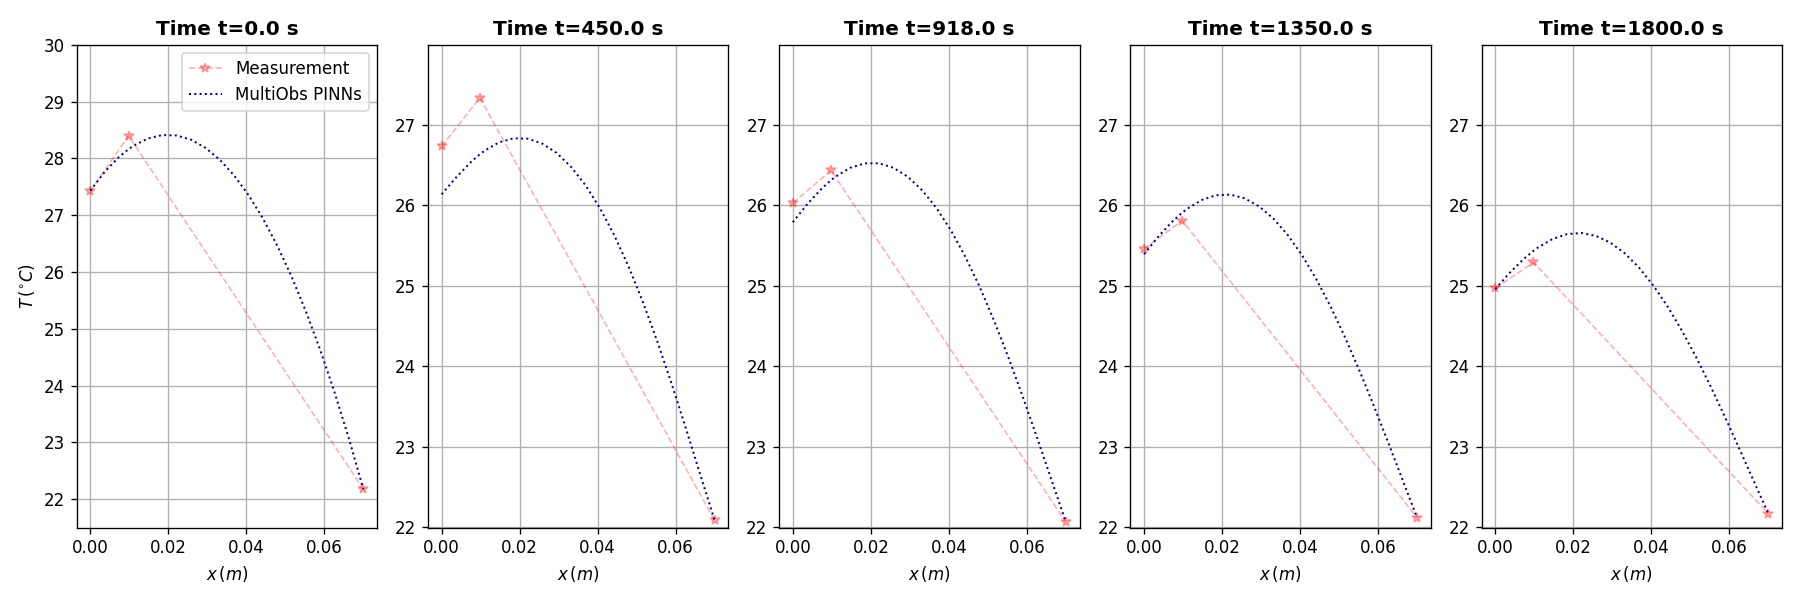 Time t=0.0 s
Time t=450.0 s
Time t=918.0 s
Time t=1350.0 s
Time t=1800.0 s
Measurement
MultiObs PINNs
T (°C)
30
29
28
27
26
25
24
23
22
0.00 0.02 0.04 0.06
x (m)
27
26
25
24
23
22
0.00 0.02 0.04 0.06
x (m)
27
26
25
24
23
22
0.00 0.02 0.04 0.06
x (m)
27
26
25
24
23
22
0.00 0.02 0.04 0.06
x (m)
27
26
25
24
23
22
0.00 0.02 0.04 0.06
x (m)